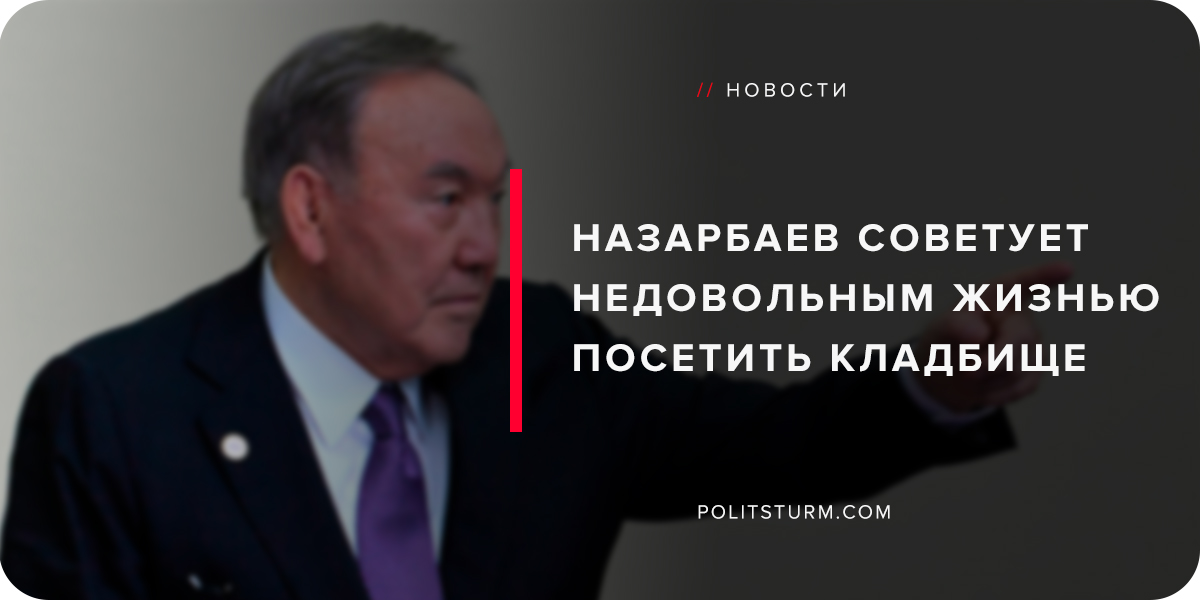 // НОВОСТИ
НАЗАРБАЕВ СОВЕТУЕТ
НЕДОВОЛЬНЫМ ЖИЗНЬЮ
ПОСЕТИТЬ КЛАДБИЩЕ
POLITSTURM.COM